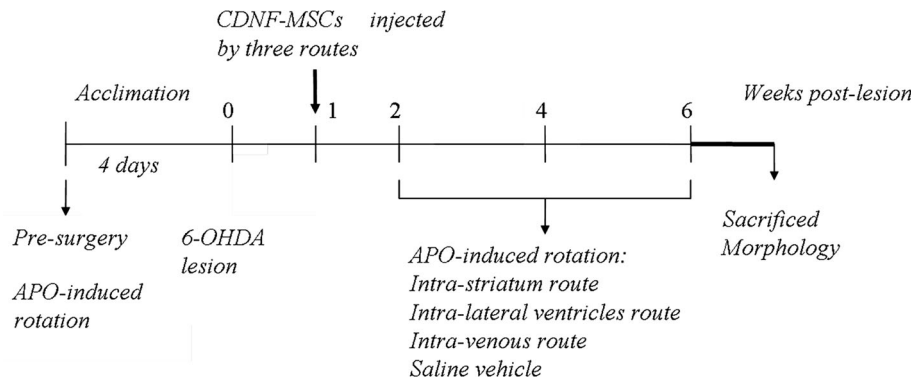 CDNF-MSCs injected
by three routes
Acclimation
0
1
2
4
6
Weeks post-lesion
4 days
Pre-surgery
APO-induced
rotation
6-OHDA
lesion
APO-induced rotation:
Intra-striatum route
Intra-lateral ventricles route
Intra-venous route
Saline vehicle
Sacrificed
Morphology